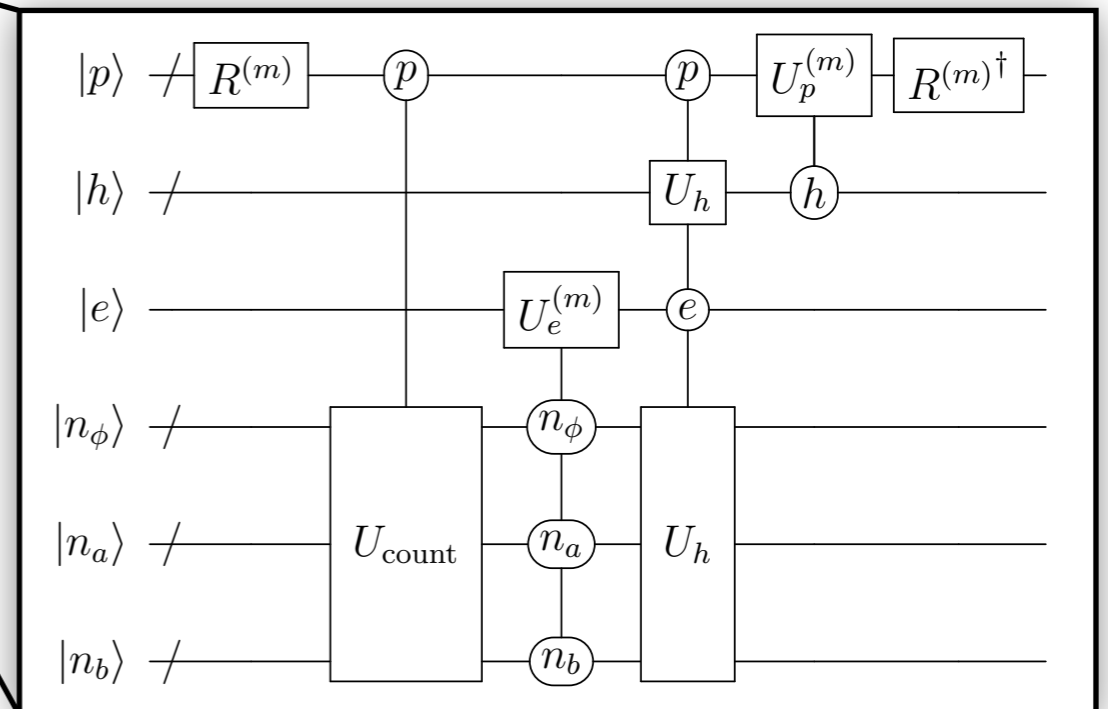 |p⟩ R^{(m)} p p U_p^{(m)} R^{(m)†}
|h⟩ U_h h
|e⟩ U_e^{(m)} e
|n_ϕ⟩ n_ϕ
|n_a⟩ U_count n_a U_h
|n_b⟩ n_b